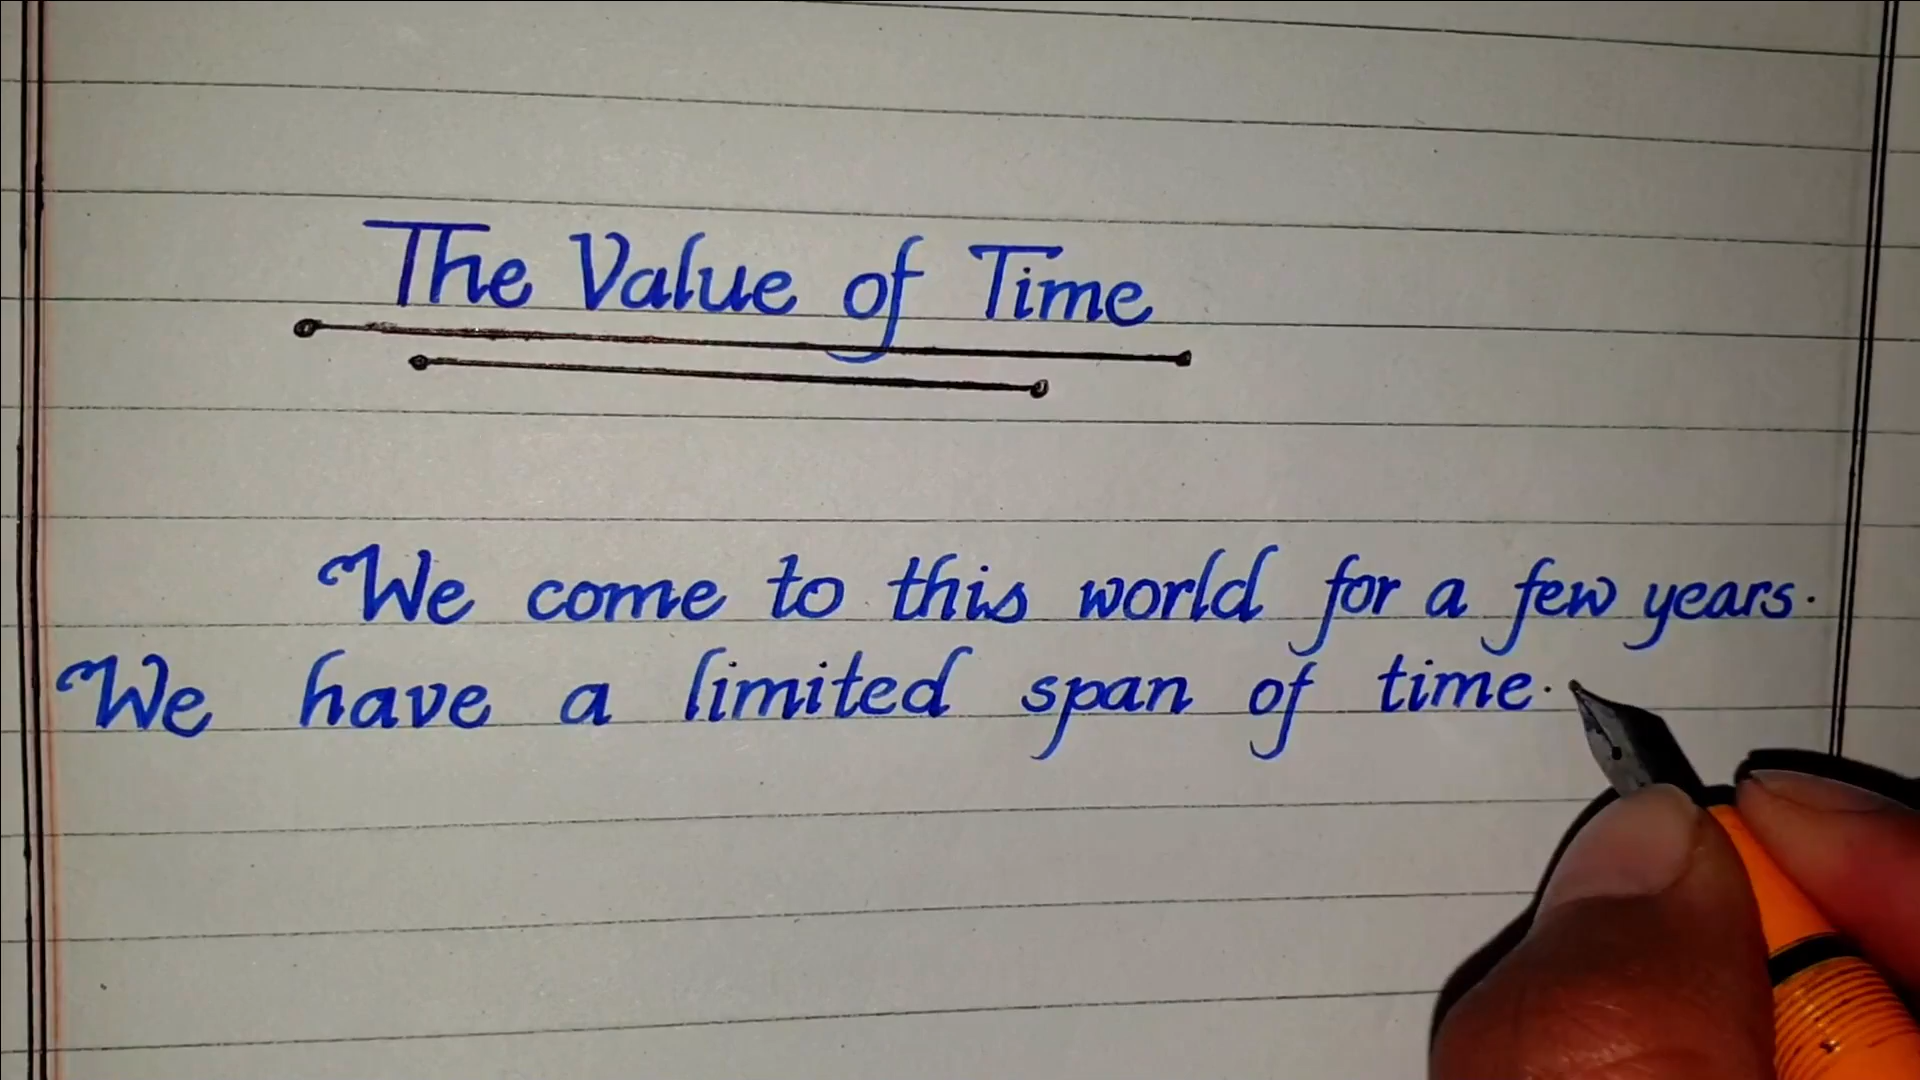 The Value of Time
We come to this world for a few years.
We have a limited span of time.